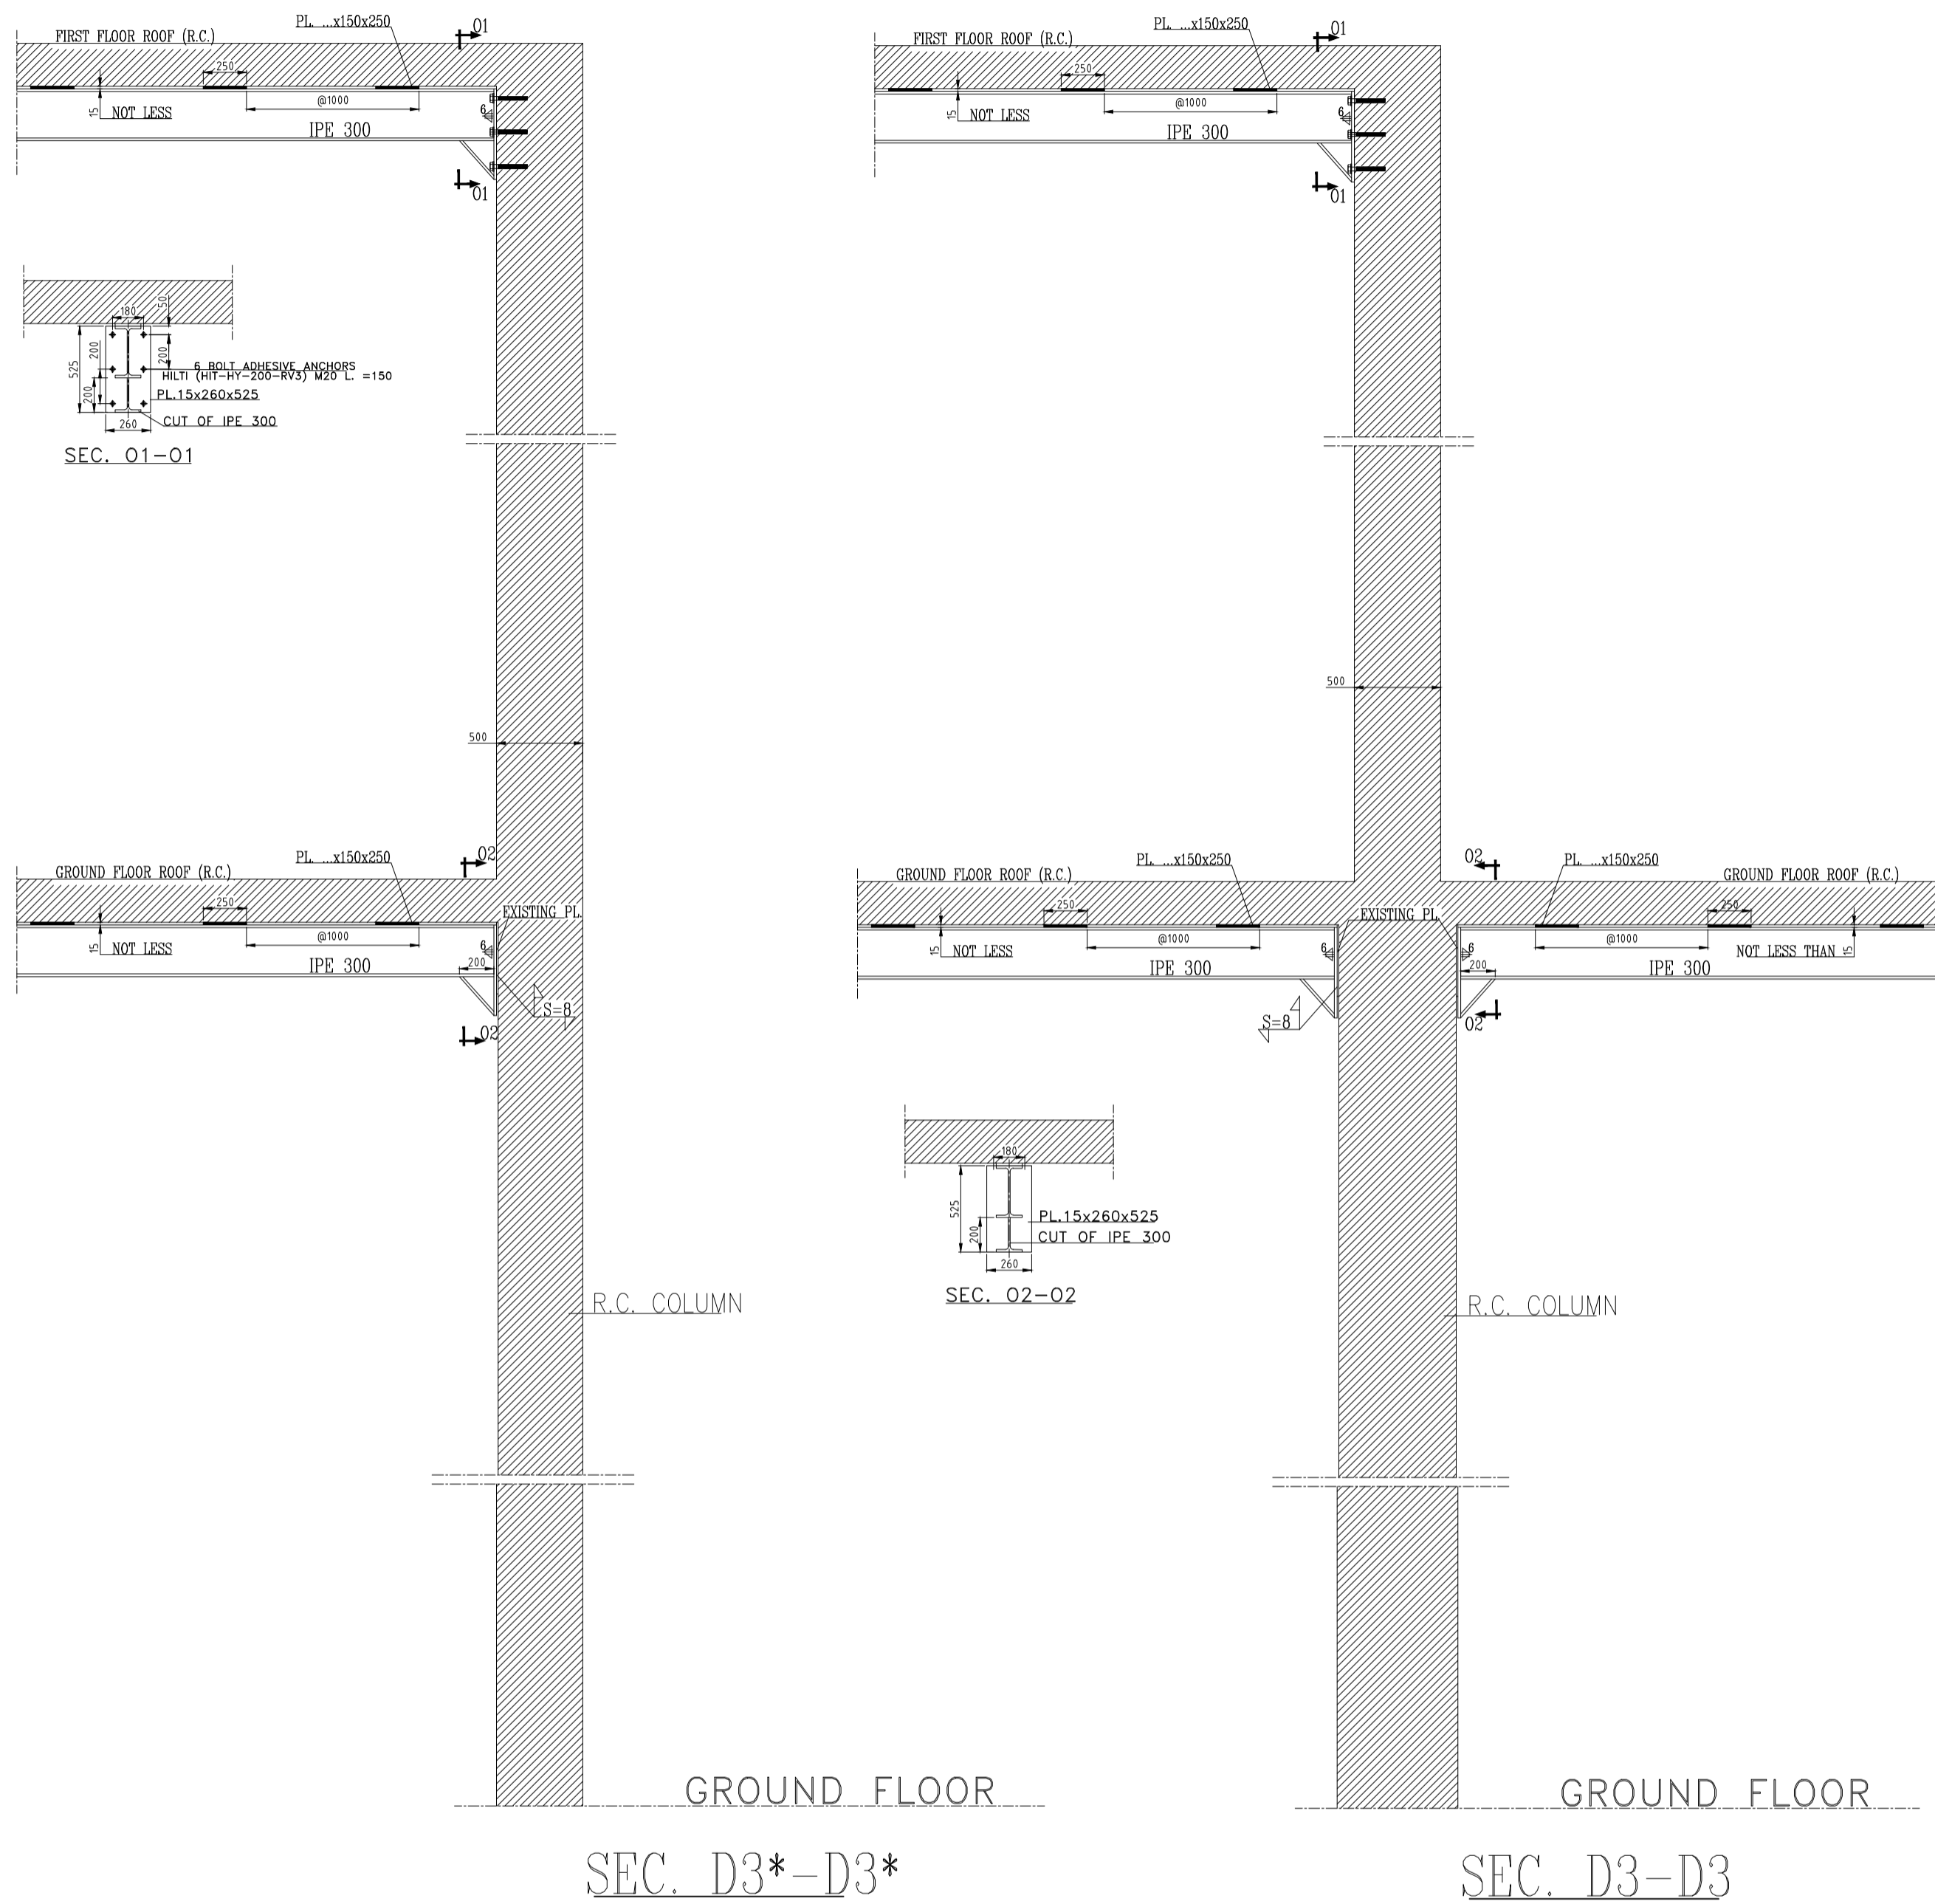 PL. ...x150x250
01
FIRST FLOOR ROOF (R.C.)
250
@1000
15
NOT LESS
6
IPE 300
01
180
50
200
200
525
200
6 BOLT ADHESIVE ANCHORS
HILTI (HIT-HY-200-RV3) M20 L. =150
PL.15x260x525
CUT OF IPE 300
260
SEC. 01-01
500
PL. ...x150x250
02
GROUND FLOOR ROOF (R.C.)
250
EXISTING PL.
@1000
15
NOT LESS
6
IPE 300
200
S=8
02
R.C. COLUMN
GROUND FLOOR
SEC. D3*-D3*
PL. ...x150x250
01
FIRST FLOOR ROOF (R.C.)
250
@1000
15
NOT LESS
6
IPE 300
01
500
PL. ...x150x250
02
PL. ...x150x250
GROUND FLOOR ROOF (R.C.)
GROUND FLOOR ROOF (R.C.)
250
EXISTING PL.
250
@1000
@1000
15
NOT LESS
6
6
NOT LESS THAN
15
IPE 300
200
IPE 300
S=8
02
180
525
200
PL.15x260x525
CUT OF IPE 300
260
SEC. 02-02
R.C. COLUMN
GROUND FLOOR
SEC. D3-D3